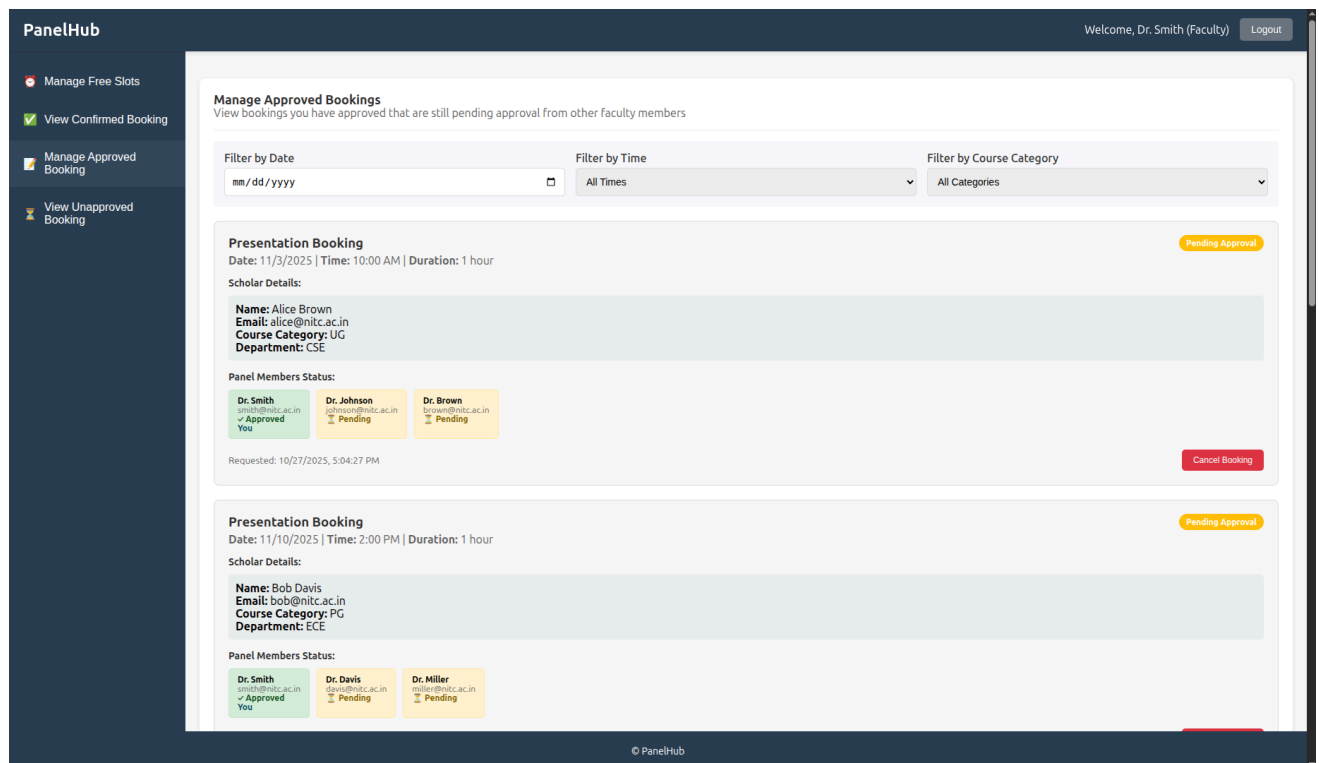 PanelHub
Welcome, Dr. Smith (Faculty)
Logout
Manage Free Slots
View Confirmed Booking
Manage Approved
Booking
View Unapproved
Booking
Manage Approved Bookings
View bookings you have approved that are still pending approval from other faculty members
Filter by Date
Filter by Time
Filter by Course Category
mm/dd/yyyy
All Times
All Categories
Presentation Booking
Pending Approval
Date: 11/3/2025 | Time: 10:00 AM | Duration: 1 hour
Scholar Details:
Name: Alice Brown
Email: alice@nitc.ac.in
Course Category: UG
Department: CSE
Panel Members Status:
Dr. Smith
smith@nitc.ac.in
✓ Approved
You
Dr. Johnson
johnson@nitc.ac.in
⏳ Pending
Dr. Brown
brown@nitc.ac.in
⏳ Pending
Requested: 10/27/2025, 5:04:27 PM
Cancel Booking
Presentation Booking
Pending Approval
Date: 11/10/2025 | Time: 2:00 PM | Duration: 1 hour
Scholar Details:
Name: Bob Davis
Email: bob@nitc.ac.in
Course Category: PG
Department: ECE
Panel Members Status:
Dr. Smith
smith@nitc.ac.in
✓ Approved
You
Dr. Davis
davis@nitc.ac.in
⏳ Pending
Dr. Miller
miller@nitc.ac.in
⏳ Pending
© PanelHub